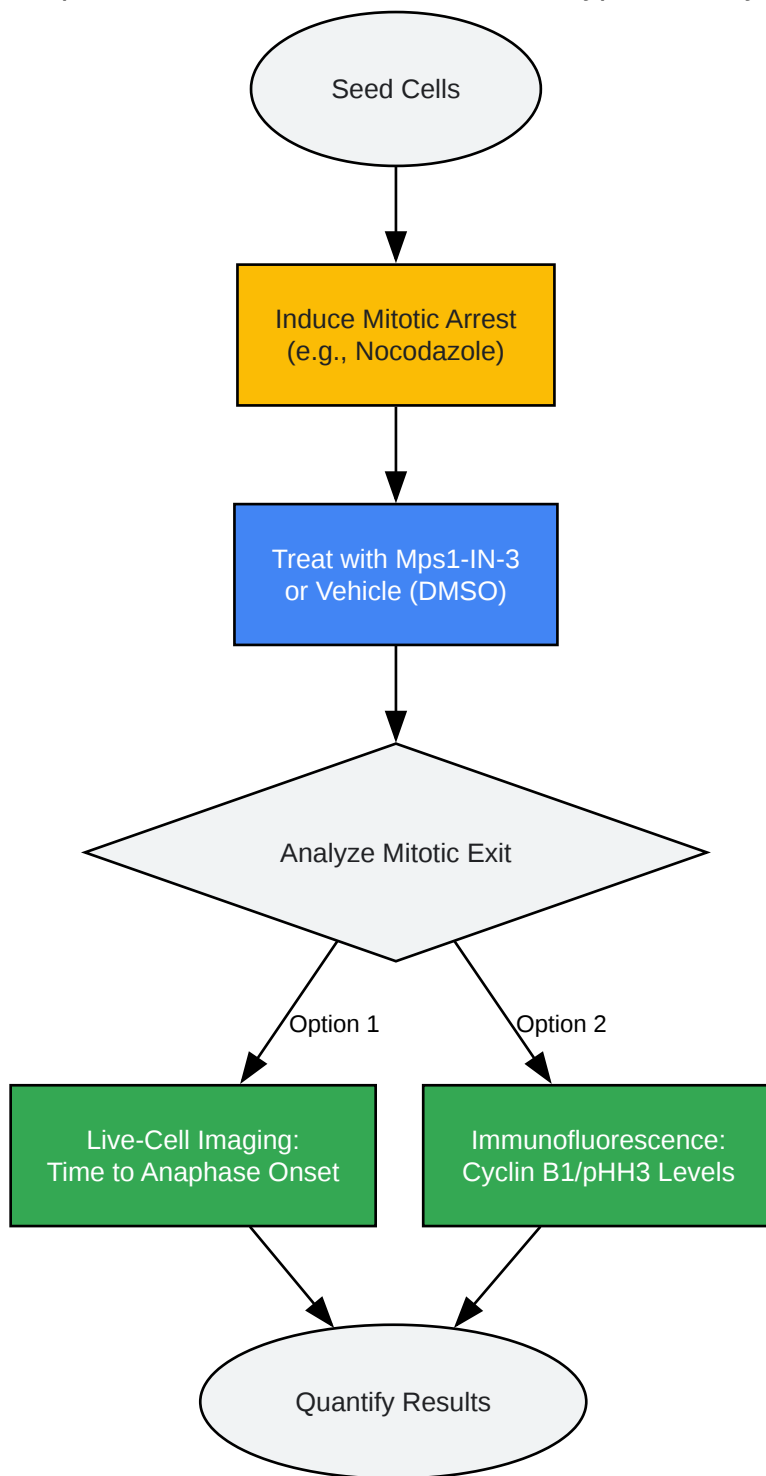 Seed Cells
Induce Mitotic Arrest
(e.g., Nocodazole)
Treat with Mps1-IN-3
or Vehicle (DMSO)
Analyze Mitotic Exit
Option 1
Option 2
Live-Cell Imaging:
Time to Anaphase Onset
Immunofluorescence:
Cyclin B1/pHH3 Levels
Quantify Results